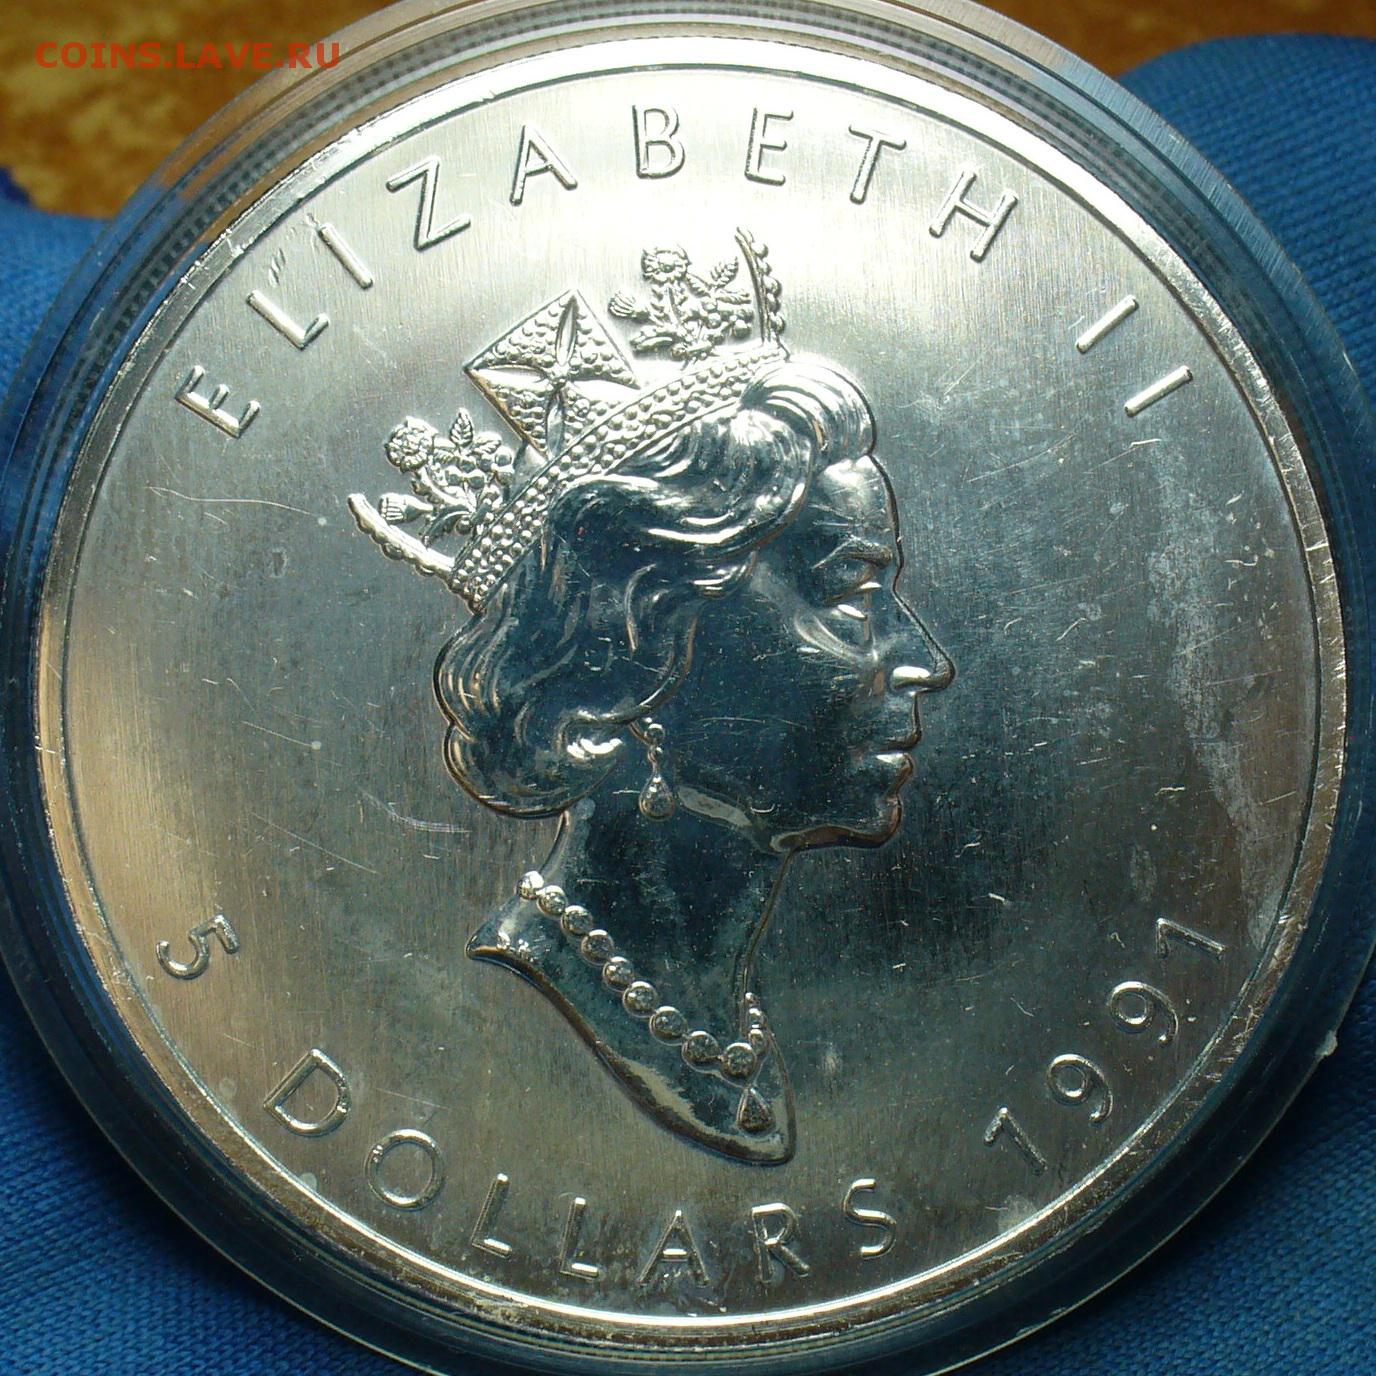 COINS.LAVE.RU
ELIZABETH II
5 DOLLARS 1991